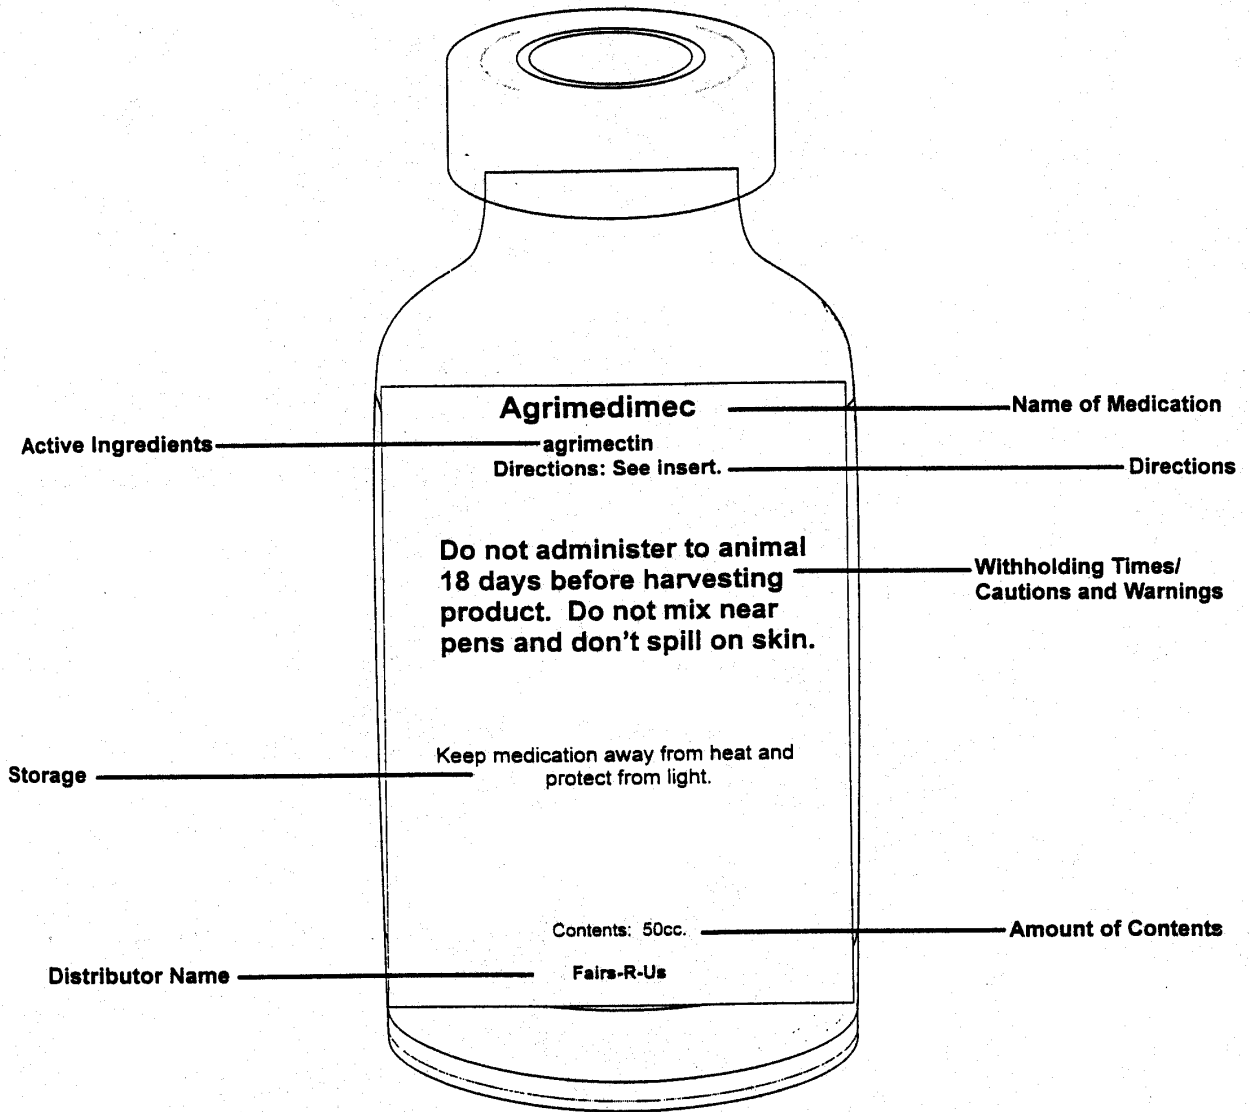 Agrimedimec
Name of Medication
Active Ingredients
agrimectin
Directions: See insert.
Directions
Do not administer to animal
18 days before harvesting
product. Do not mix near
pens and don't spill on skin.
Withholding Times/
Cautions and Warnings
Keep medication away from heat and
protect from light.
Storage
Contents: 50cc.
Amount of Contents
Distributor Name
Fairs-R-Us